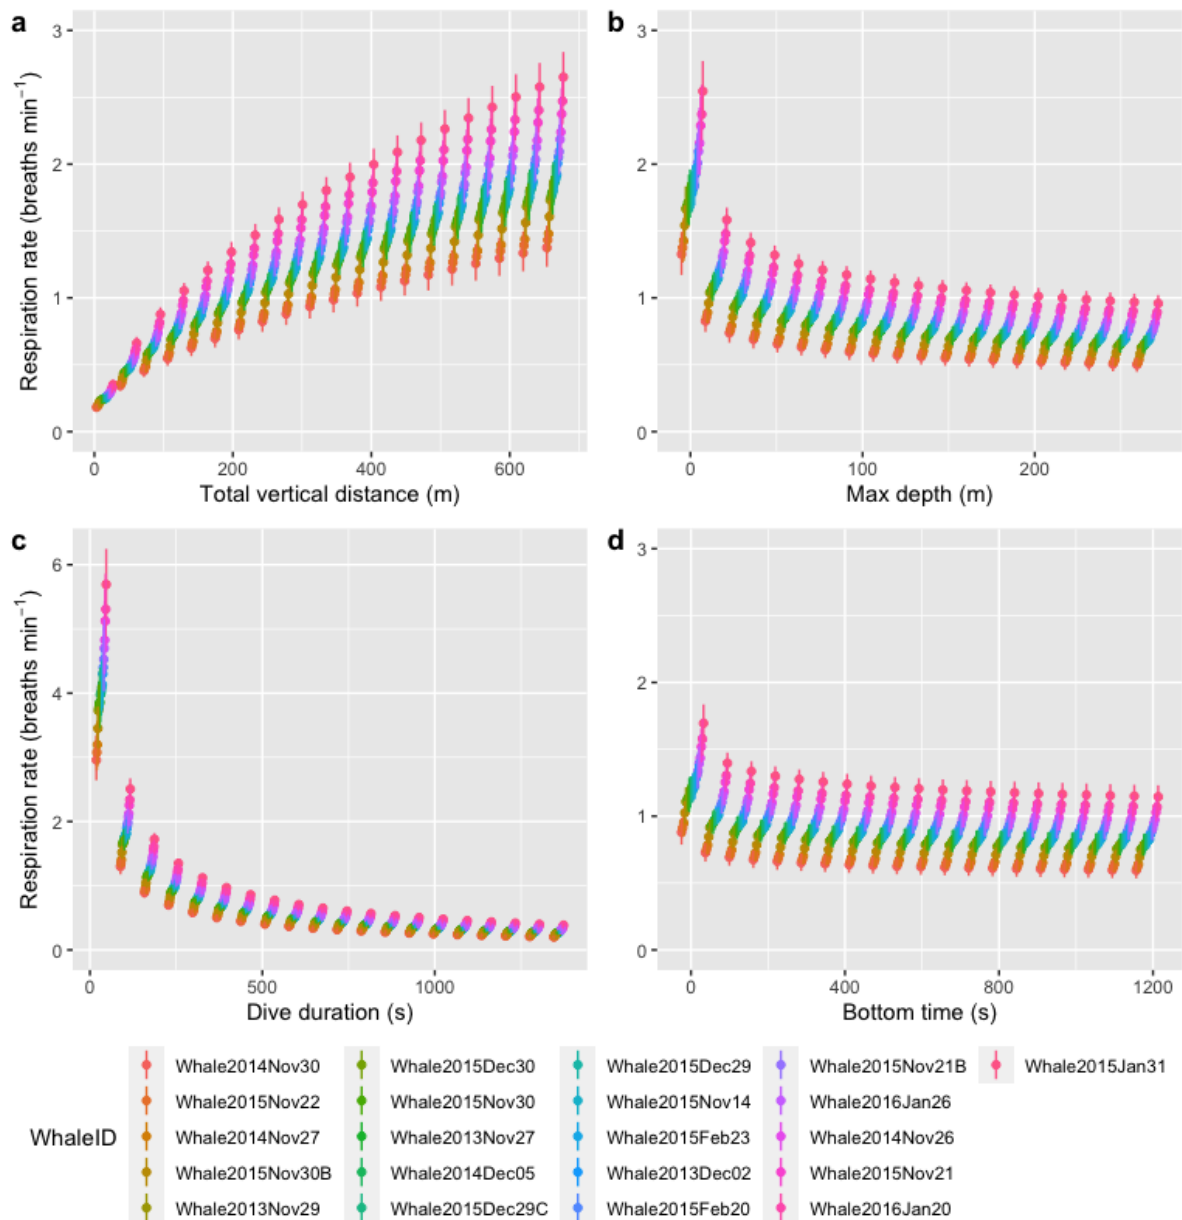 a
3
2
1
0
Respiration rate (breaths min⁻¹)
0 200 400 600
Total vertical distance (m)
b
3
2
1
0
0 100 200
Max depth (m)
c
6
4
2
0
Respiration rate (breaths min⁻¹)
0 500 1000
Dive duration (s)
d
3
2
1
0
0 400 800 1200
Bottom time (s)
WhaleID
Whale2014Nov30
Whale2015Nov22
Whale2014Nov27
Whale2015Nov30B
Whale2013Nov29
Whale2015Dec30
Whale2015Nov30
Whale2013Nov27
Whale2014Dec05
Whale2015Dec29C
Whale2015Dec29
Whale2015Nov14
Whale2015Feb23
Whale2013Dec02
Whale2015Feb20
Whale2015Nov21B
Whale2016Jan26
Whale2014Nov26
Whale2015Nov21
Whale2016Jan20
Whale2015Jan31